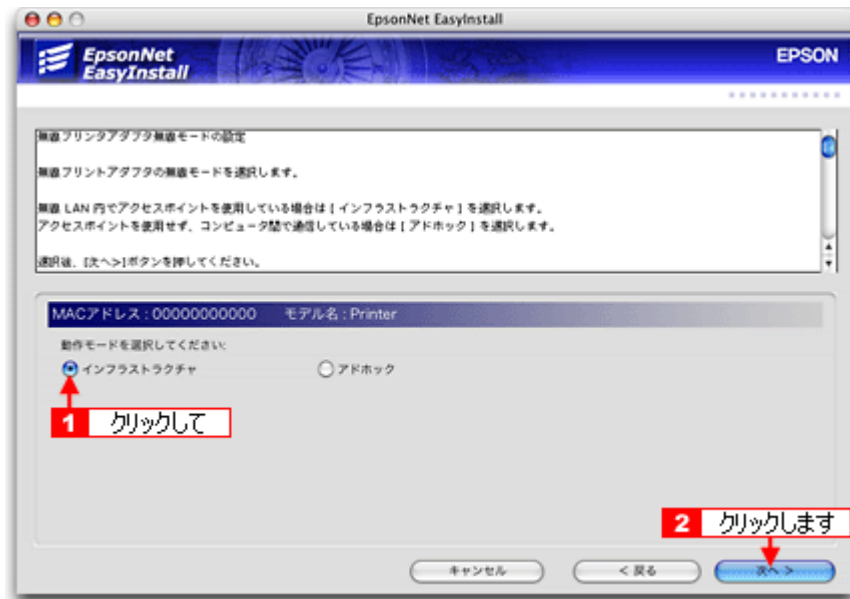 EpsonNet EasyInstall
EpsonNet
EasyInstall
EPSON
無線プリンタアダプタ無線モードの設定
無線プリントアダプタの無線モードを選択します。
無線 LAN 内でアクセスポイントを使用している場合は [ インフラストラクチャ ] を選択します。
アクセスポイントを使用せず、コンピュータ間で通信している場合は [ アドホック ] を選択します。
選択後、[次へ>]ボタンを押してください。
MACアドレス : 00000000000 モデル名 : Printer
動作モードを選択してください:
インフラストラクチャ アドホック
1 クリックして
2 クリックします
キャンセル < 戻る 次へ >